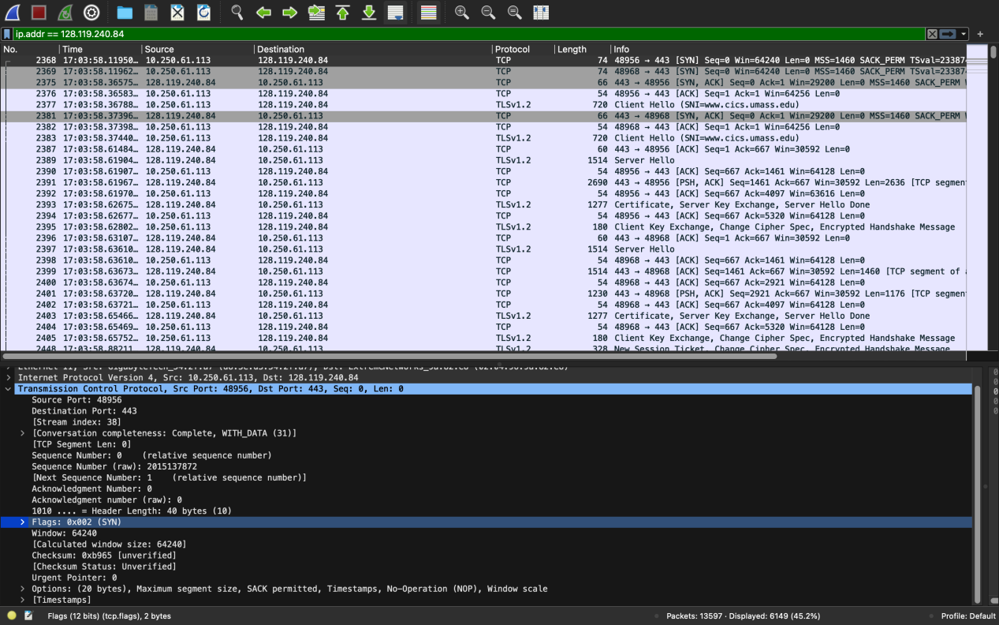 ip.addr == 128.119.240.84
No. Time Source Destination Protocol Length Info
2368 17:03:58.11950… 10.250.61.113 128.119.240.84 TCP 74 48956 → 443 [SYN] Seq=0 Win=64240 Len=0 MSS=1460 SACK_PERM TSval=23387
2369 17:03:58.11962… 10.250.61.113 128.119.240.84 TCP 74 48968 → 443 [SYN] Seq=0 Win=64240 Len=0 MSS=1460 SACK_PERM TSval=23387
2375 17:03:58.36575… 128.119.240.84 10.250.61.113 TCP 66 443 → 48956 [SYN, ACK] Seq=0 Ack=1 Win=29200 Len=0 MSS=1460 SACK_PERM W
2376 17:03:58.36583… 10.250.61.113 128.119.240.84 TCP 54 48956 → 443 [ACK] Seq=1 Ack=1 Win=64256 Len=0
2377 17:03:58.36788… 10.250.61.113 128.119.240.84 TLSv1.2 720 Client Hello (SNI=www.cics.umass.edu)
2381 17:03:58.37396… 128.119.240.84 10.250.61.113 TCP 66 443 → 48968 [SYN, ACK] Seq=0 Ack=1 Win=29200 Len=0 MSS=1460 SACK_PERM W
2382 17:03:58.37398… 10.250.61.113 128.119.240.84 TCP 54 48968 → 443 [ACK] Seq=1 Ack=1 Win=64256 Len=0
2383 17:03:58.37440… 10.250.61.113 128.119.240.84 TLSv1.2 720 Client Hello (SNI=www.cics.umass.edu)
2387 17:03:58.61484… 128.119.240.84 10.250.61.113 TCP 60 443 → 48956 [ACK] Seq=1 Ack=667 Win=30592 Len=0
2389 17:03:58.61904… 128.119.240.84 10.250.61.113 TLSv1.2 1514 Server Hello
2390 17:03:58.61907… 10.250.61.113 128.119.240.84 TCP 54 48956 → 443 [ACK] Seq=667 Ack=1461 Win=64128 Len=0
2391 17:03:58.61967… 128.119.240.84 10.250.61.113 TCP 2690 443 → 48956 [PSH, ACK] Seq=1461 Ack=667 Win=30592 Len=2636 [TCP segmen
2392 17:03:58.61970… 10.250.61.113 128.119.240.84 TCP 54 48956 → 443 [ACK] Seq=667 Ack=4097 Win=63616 Len=0
2393 17:03:58.62675… 128.119.240.84 10.250.61.113 TLSv1.2 1277 Certificate, Server Key Exchange, Server Hello Done
2394 17:03:58.62677… 10.250.61.113 128.119.240.84 TCP 54 48956 → 443 [ACK] Seq=667 Ack=5320 Win=64128 Len=0
2395 17:03:58.62802… 10.250.61.113 128.119.240.84 TLSv1.2 180 Client Key Exchange, Change Cipher Spec, Encrypted Handshake Message
2396 17:03:58.63107… 128.119.240.84 10.250.61.113 TCP 60 443 → 48968 [ACK] Seq=1 Ack=667 Win=30592 Len=0
2397 17:03:58.63610… 128.119.240.84 10.250.61.113 TLSv1.2 1514 Server Hello
2398 17:03:58.63610… 10.250.61.113 128.119.240.84 TCP 54 48968 → 443 [ACK] Seq=667 Ack=1461 Win=64128 Len=0
2399 17:03:58.63673… 128.119.240.84 10.250.61.113 TCP 1514 443 → 48968 [ACK] Seq=1461 Ack=667 Win=30592 Len=1460 [TCP segment of a
2400 17:03:58.63674… 10.250.61.113 128.119.240.84 TCP 54 48968 → 443 [ACK] Seq=667 Ack=2921 Win=64128 Len=0
2401 17:03:58.63720… 128.119.240.84 10.250.61.113 TCP 1230 443 → 48968 [PSH, ACK] Seq=2921 Ack=667 Win=30592 Len=1176 [TCP segmen
2402 17:03:58.63721… 10.250.61.113 128.119.240.84 TCP 54 48968 → 443 [ACK] Seq=667 Ack=4097 Win=64128 Len=0
2403 17:03:58.65466… 128.119.240.84 10.250.61.113 TLSv1.2 1277 Certificate, Server Key Exchange, Server Hello Done
2404 17:03:58.65469… 10.250.61.113 128.119.240.84 TCP 54 48968 → 443 [ACK] Seq=667 Ack=5320 Win=64128 Len=0
2405 17:03:58.65752… 10.250.61.113 128.119.240.84 TLSv1.2 180 Client Key Exchange, Change Cipher Spec, Encrypted Handshake Message
2448 17:03:58.88211… 128.119.240.84 10.250.61.113 TLSv1.2 328 New Session Ticket, Change Cipher Spec, Encrypted Handshake Message
Internet Protocol Version 4, Src: 10.250.61.113, Dst: 128.119.240.84
Transmission Control Protocol, Src Port: 48956, Dst Port: 443, Seq: 0, Len: 0
Source Port: 48956
Destination Port: 443
[Stream index: 38]
[Conversation completeness: Complete, WITH_DATA (31)]
[TCP Segment Len: 0]
Sequence Number: 0 (relative sequence number)
Sequence Number (raw): 2015137872
[Next Sequence Number: 1 (relative sequence number)]
Acknowledgment Number: 0
Acknowledgment number (raw): 0
1010 .... = Header Length: 40 bytes (10)
Flags: 0x002 (SYN)
Window: 64240
[Calculated window size: 64240]
Checksum: 0xb965 [unverified]
[Checksum Status: Unverified]
Urgent Pointer: 0
Options: (20 bytes), Maximum segment size, SACK permitted, Timestamps, No-Operation (NOP), Window scale
[Timestamps]
Flags (12 bits) (tcp.flags), 2 bytes
Packets: 13597 · Displayed: 6149 (45.2%)
Profile: Default